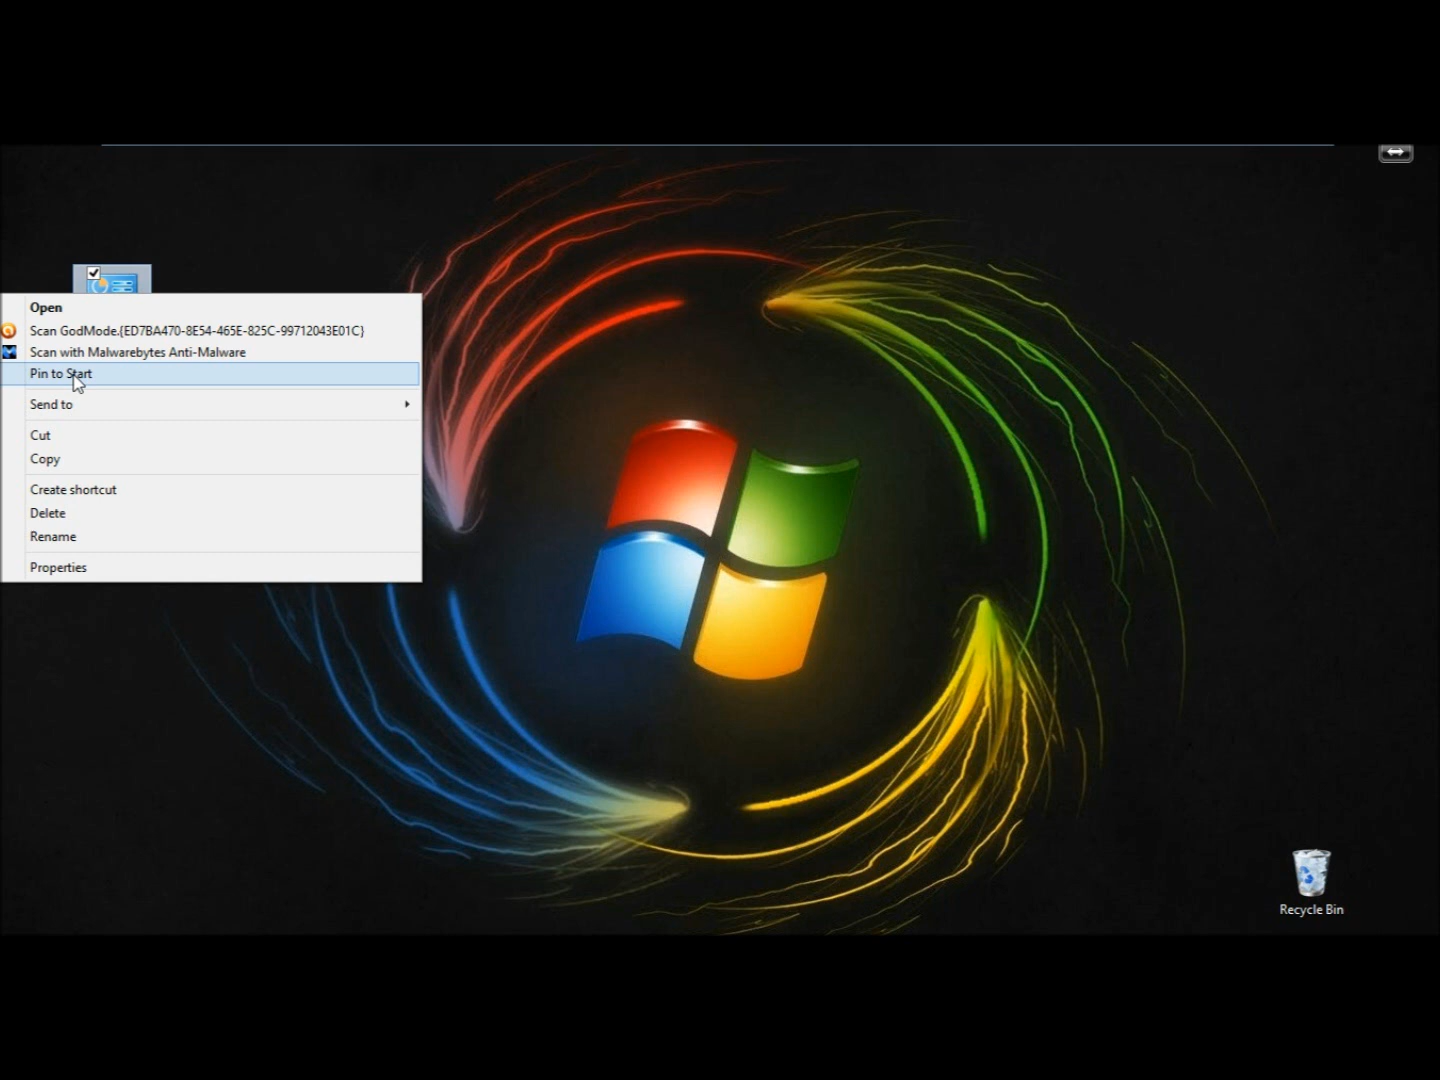 Open
Scan GodMode.{ED7BA470-8E54-465E-825C-99712043E01C}
Scan with Malwarebytes Anti-Malware
Pin to Start
Send to
Cut
Copy
Create shortcut
Delete
Rename
Properties
Recycle Bin